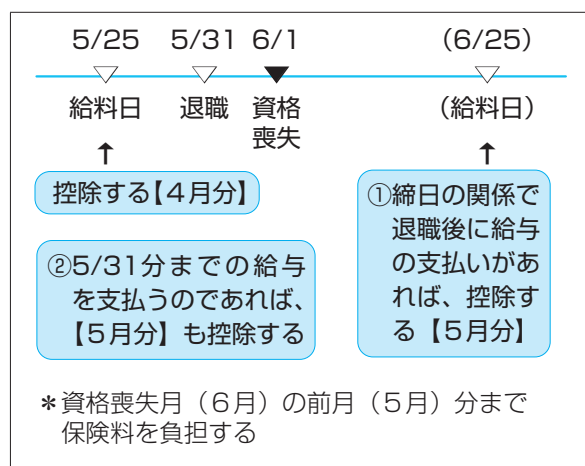 5/25 5/31 6/1 (6/25)
給料日 退職 資格喪失 (給料日)
↑ ↑
控除する【4月分】
②5/31分までの給与
を支払うのであれば、
【5月分】も控除する
①締日の関係で
退職後に給与
の支払いがあ
れば、控除す
る【5月分】
＊資格喪失月（6月）の前月（5月）分まで
保険料を負担する